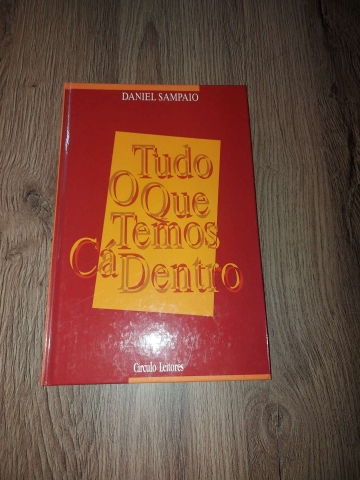 DANIEL SAMPAIO
Tudo
O Que
Temos
Cá Dentro
Círculo Leitores